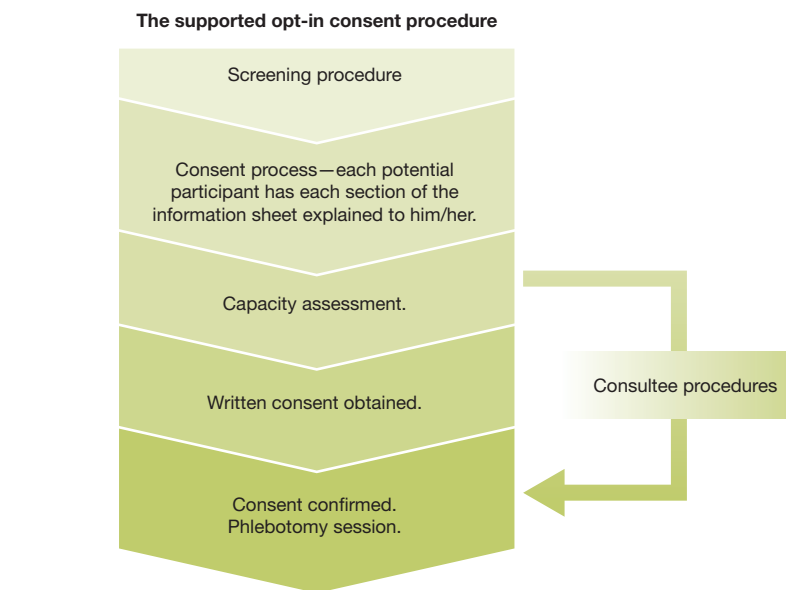 The supported opt-in consent procedure
Screening procedure
Consent process—each potential
participant has each section of the
information sheet explained to him/her.
Capacity assessment.
Consultee procedures
Written consent obtained.
Consent confirmed.
Phlebotomy session.